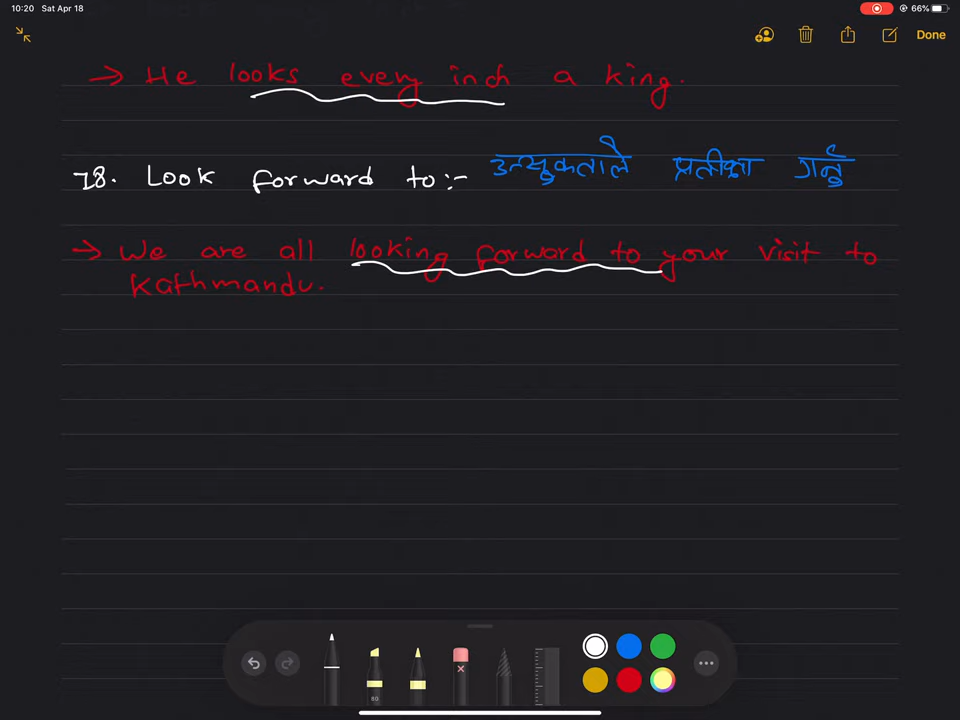 10:20 Sat Apr 18
66%
Done
→ He looks every inch a king.
78. Look forward to:- उत्सुकताले प्रतीक्षा गर्नु
→ We are all looking forward to your visit to
Kathmandu.
80